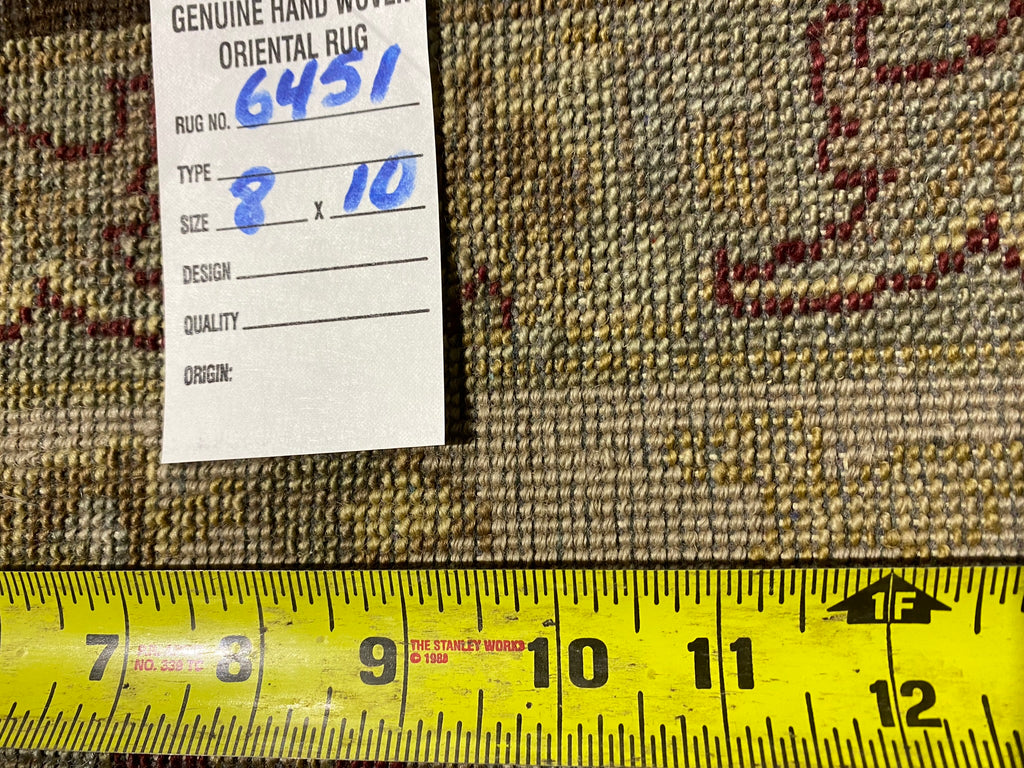 GENUINE HAND WOVEN
ORIENTAL RUG
RUG NO. 6451
TYPE
SIZE 8 X 10
DESIGN
QUALITY
ORIGIN:
1F
7 8 9 10 11 12
THE STANLEY WORKS
© 1988